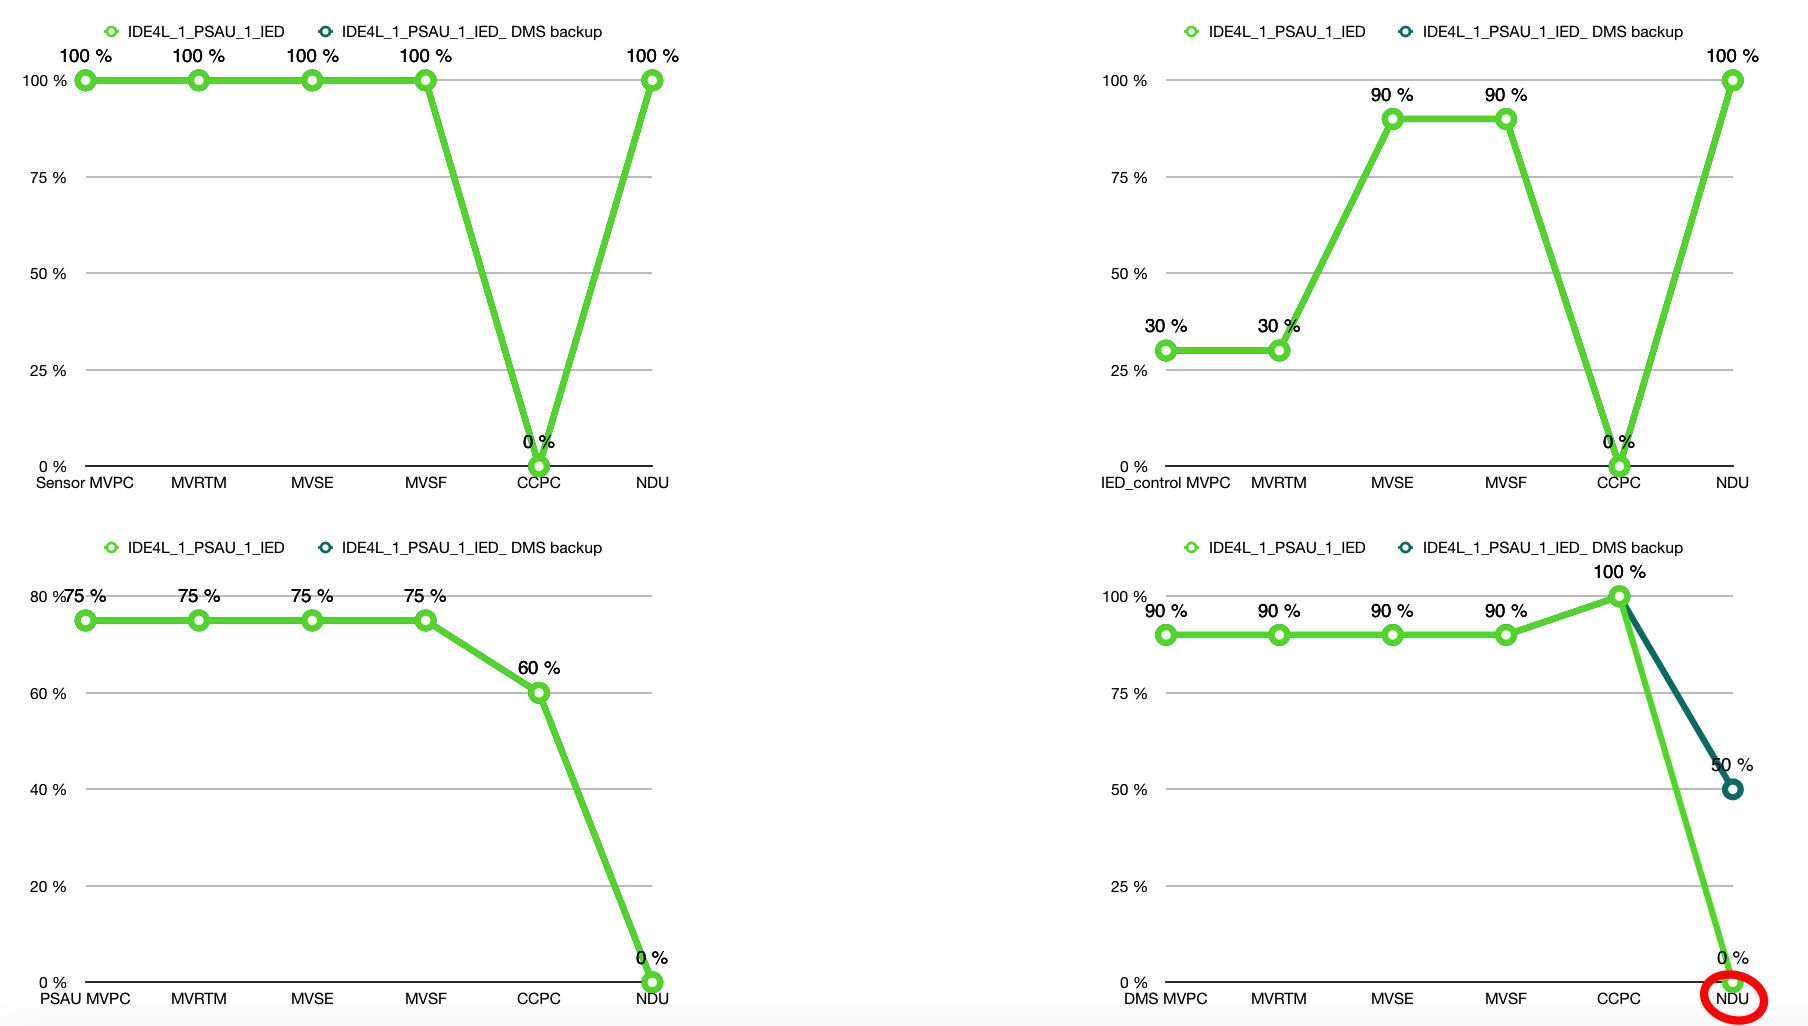 IDE4L_1_PSAU_1_IED IDE4L_1_PSAU_1_IED_ DMS backup
100 % 100 % 100 % 100 % 100 %
100 %
75 %
50 %
25 %
0 %
0 %
Sensor MVPC MVRTM MVSE MVSF CCPC NDU
IDE4L_1_PSAU_1_IED IDE4L_1_PSAU_1_IED_ DMS backup
100 %
100 %
90 % 90 %
75 %
50 %
30 % 30 %
25 %
0 %
0 %
IED_control MVPC MVRTM MVSE MVSF CCPC NDU
IDE4L_1_PSAU_1_IED IDE4L_1_PSAU_1_IED_ DMS backup
80 % 75 % 75 % 75 % 75 %
60 %
60 %
40 %
20 %
0 %
0 %
PSAU MVPC MVRTM MVSE MVSF CCPC NDU
IDE4L_1_PSAU_1_IED IDE4L_1_PSAU_1_IED_ DMS backup
100 %
100 %
90 % 90 % 90 % 90 %
75 %
50 %
50 %
25 %
0 %
0 %
DMS MVPC MVRTM MVSE MVSF CCPC NDU